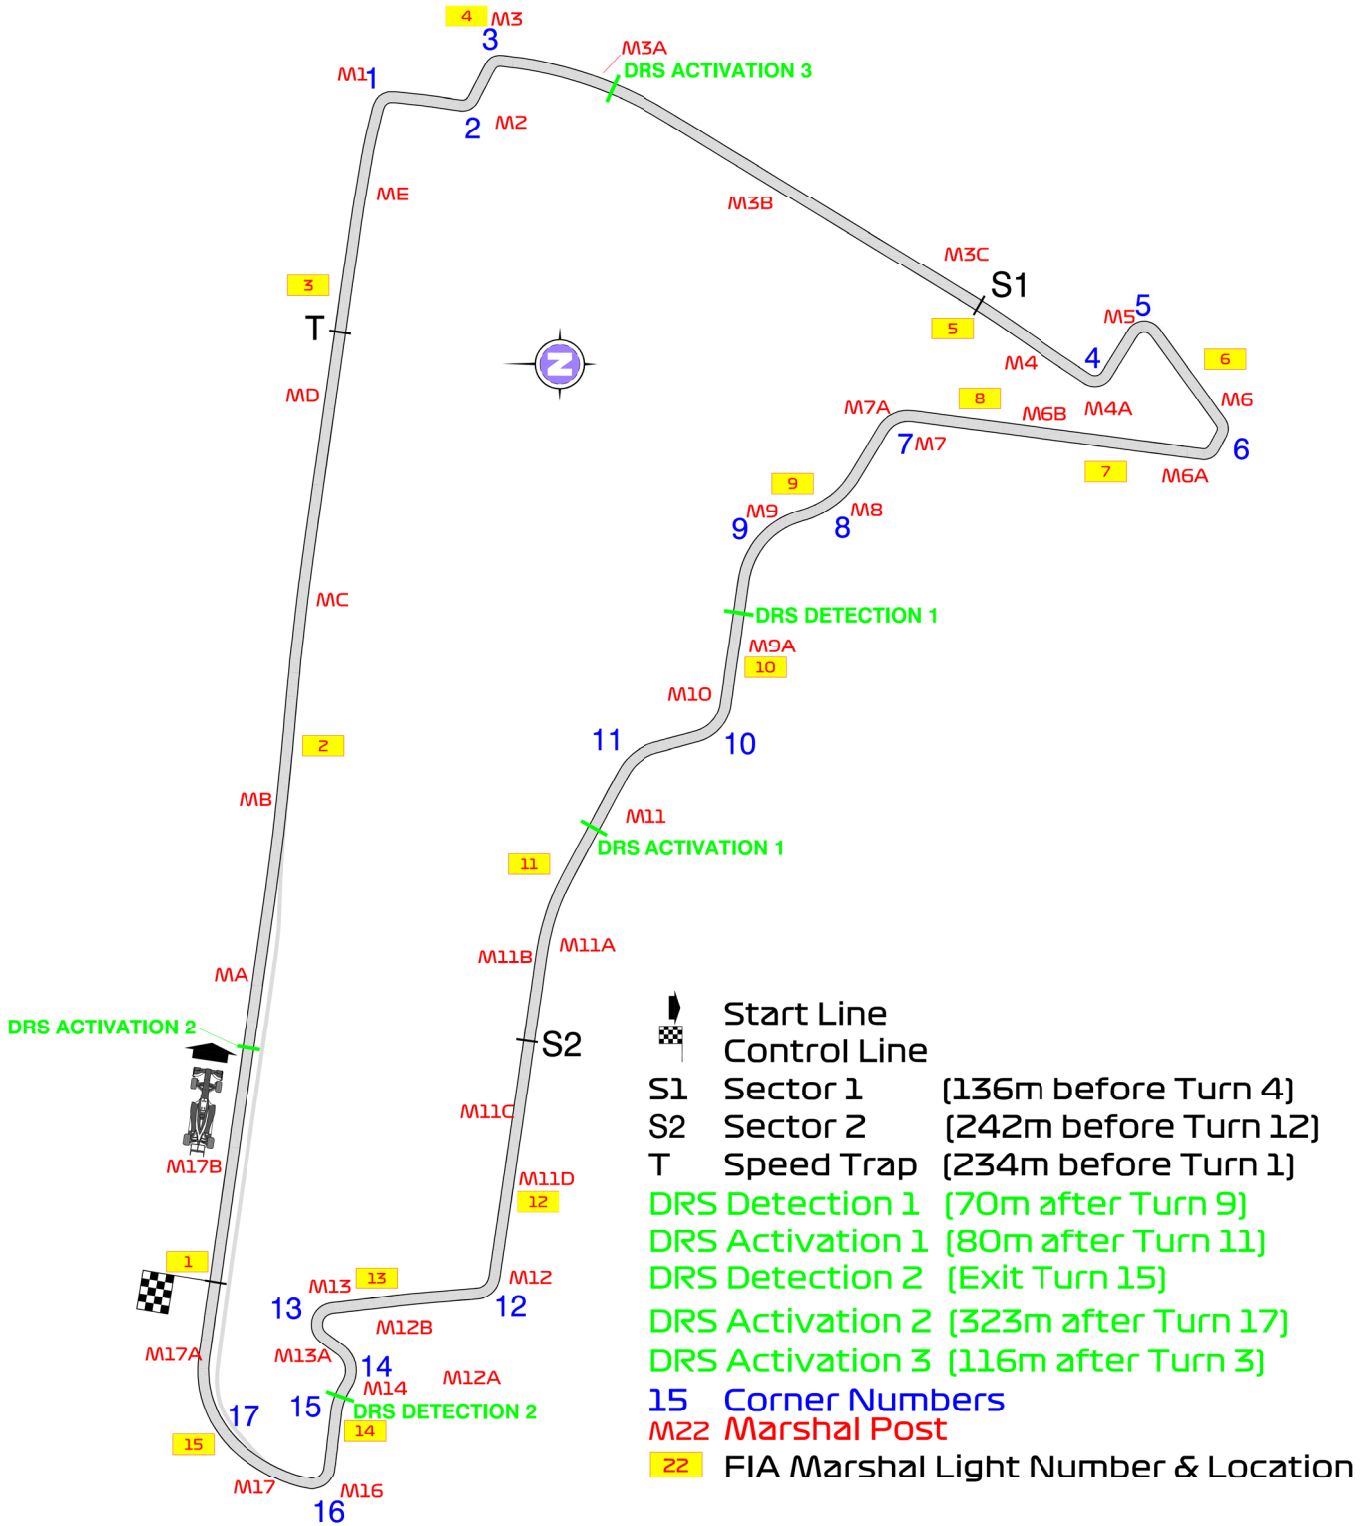 4 M3
3
M3A
DRS ACTIVATION 3
M1 1
2 M2
ME
M3B
M3C
S1
3
T
5
M5 5
4
M4
6
N
MD
8
M7A
M6B
M4A
M6
7 M7
6
7
M6A
9
M9
M8
9
8
MC
DRS DETECTION 1
M9A
10
M10
11
10
2
MB
M11
DRS ACTIVATION 1
11
M11B
M11A
MA
DRS ACTIVATION 2
S2
M11C
M17B
M11D
12
1
M13 13
M12
13
12
M12B
M17A
M13A
14
M12A
M14
15
DRS DETECTION 2
17
14
15
M17
M16
16
Start Line
Control Line
S1 Sector 1 (136m before Turn 4)
S2 Sector 2 (242m before Turn 12)
T Speed Trap (234m before Turn 1)
DRS Detection 1 (70m after Turn 9)
DRS Activation 1 (80m after Turn 11)
DRS Detection 2 (Exit Turn 15)
DRS Activation 2 (323m after Turn 17)
DRS Activation 3 (116m after Turn 3)
15 Corner Numbers
M22 Marshal Post
22 FIA Marshal Light Number & Location